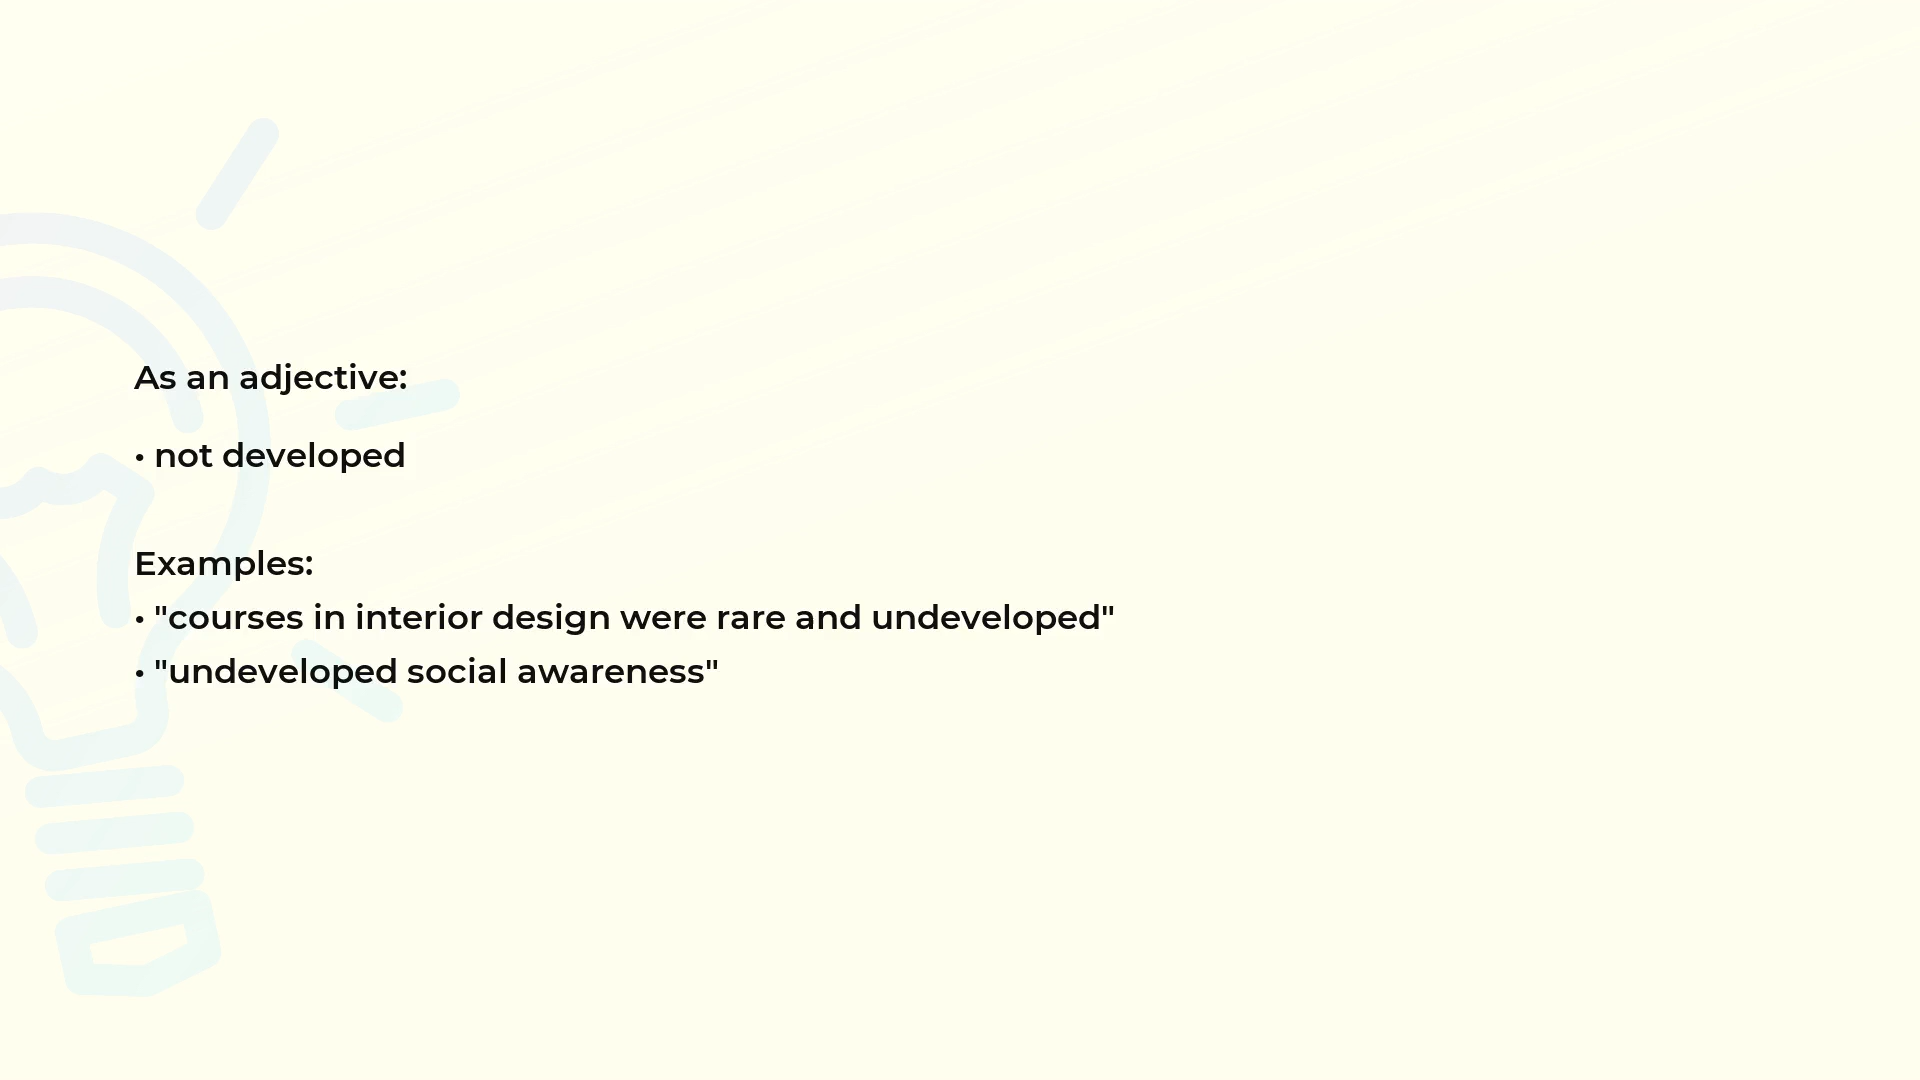 As an adjective:
• not developed
Examples:
• "courses in interior design were rare and undeveloped"
• "undeveloped social awareness"